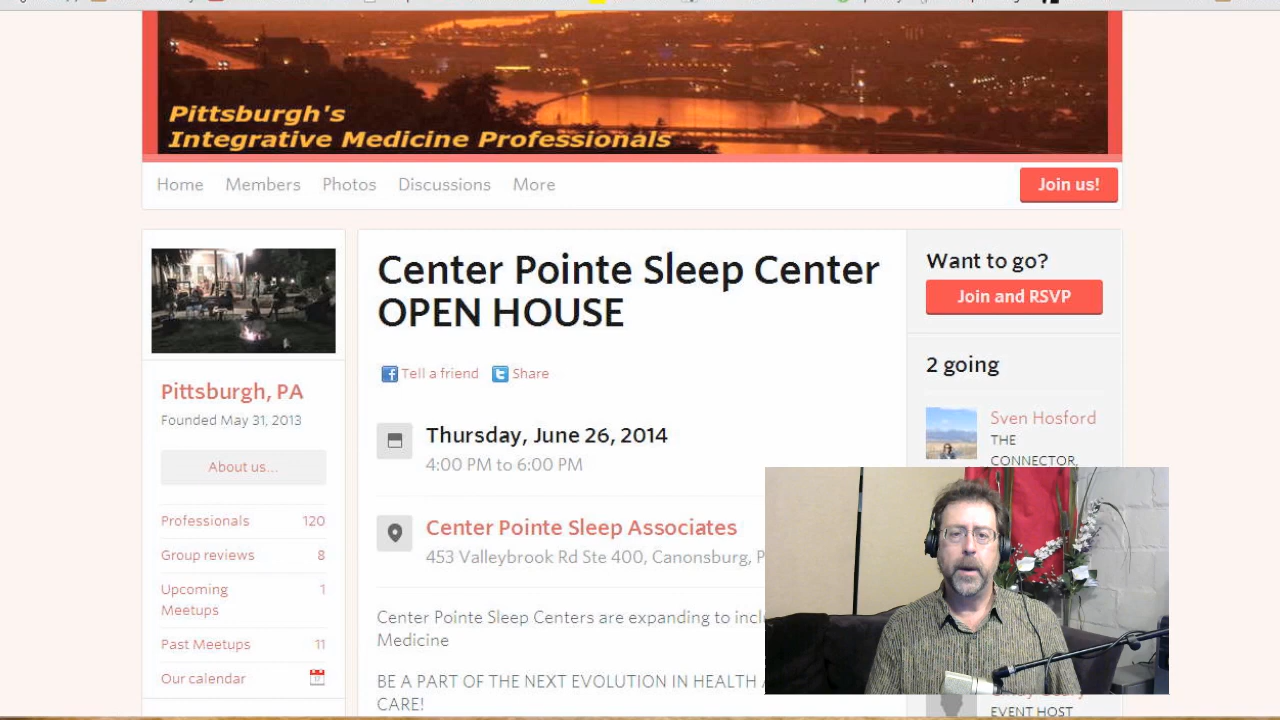 Pittsburgh's
Integrative Medicine Professionals
Home Members Photos Discussions More
Join us!
Pittsburgh, PA
Founded May 31, 2013
About us...
Professionals 120
Group reviews 8
Upcoming Meetups 1
Past Meetups 11
Our calendar
Center Pointe Sleep Center
OPEN HOUSE
Tell a friend Share
Thursday, June 26, 2014
4:00 PM to 6:00 PM
Center Pointe Sleep Associates
453 Valleybrook Rd Ste 400, Canonsburg,
Center Pointe Sleep Centers are expanding to
Medicine
BE A PART OF THE NEXT EVOLUTION IN HEALTH
CARE!
Want to go?
Join and RSVP
2 going
Sven Hosford
THE
CONNECTOR,
EVENT HOST